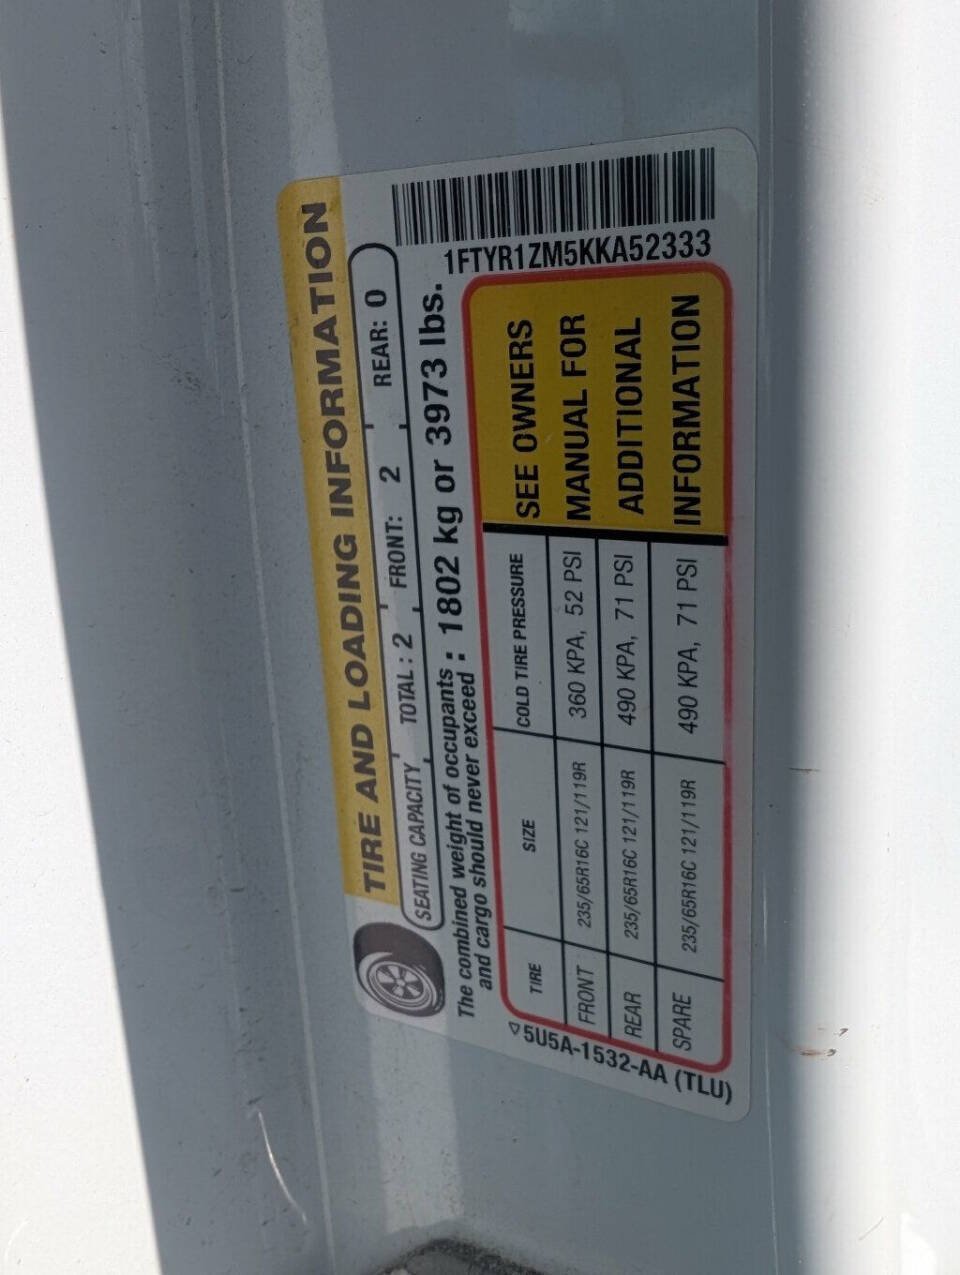 TIRE AND LOADING INFORMATION
SEATING CAPACITY TOTAL : 2 FRONT: 2 REAR: 0
The combined weight of occupants
and cargo should never exceed : 1802 kg or 3973 lbs.
1FTYR1ZM5KKA52333
TIRE SIZE COLD TIRE PRESSURE
FRONT 235/65R16C 121/119R 360 KPA, 52 PSI
REAR 235/65R16C 121/119R 490 KPA, 71 PSI
SPARE 235/65R16C 121/119R 490 KPA, 71 PSI
SEE OWNERS
MANUAL FOR
ADDITIONAL
INFORMATION
5U5A-1532-AA (TLU)